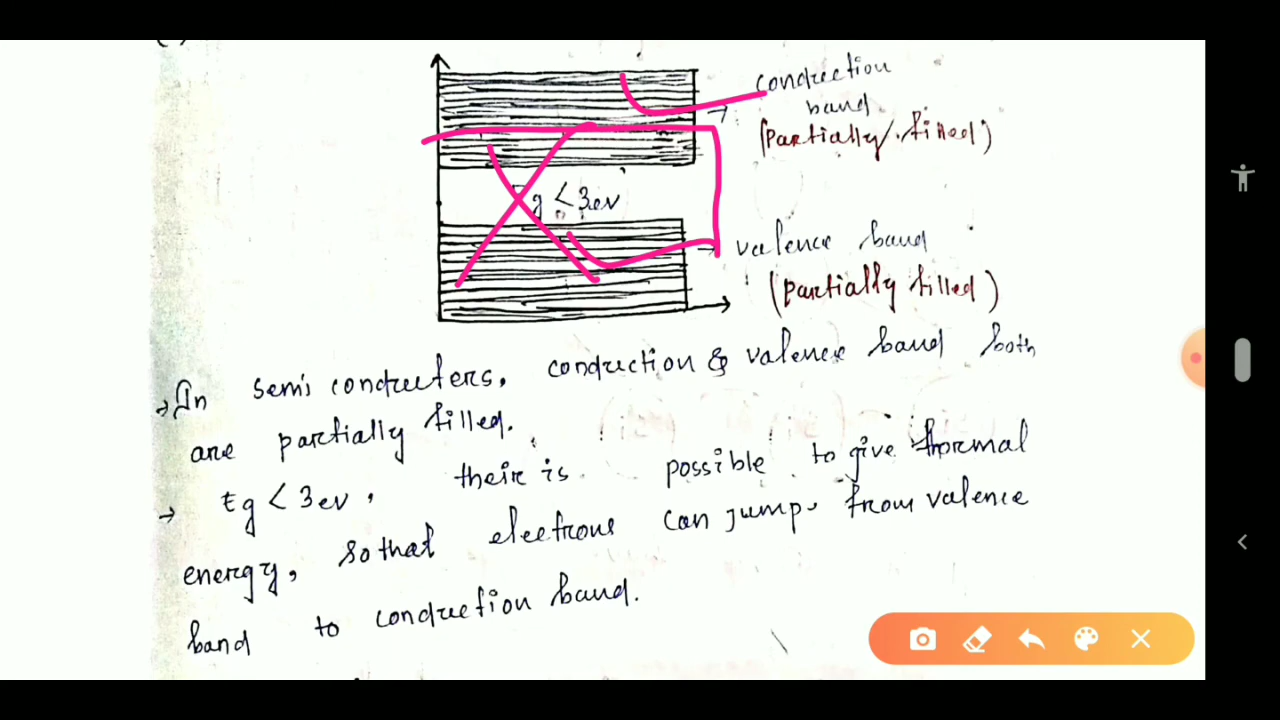 conduction
band
(partially filled)
Eg < 3ev
valence band
(partially filled)
→ In semi conducters, conduction & valence band both
are partially filled.
→ Eg < 3ev, their is possible to give thormal
energy, so that electrons can jump from valence
band to conduction band.